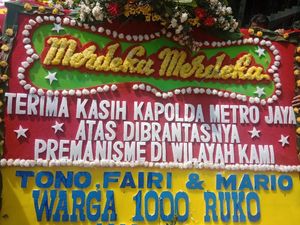 Merdeka Merdeka
TERIMA KASIH KAPOLDA METRO JAYA
ATAS DIBRANTASNYA
PREMANISME DI WILAYAH KAMI
TONO, FAIRI & MARIO
WARGA 1000 RUKO